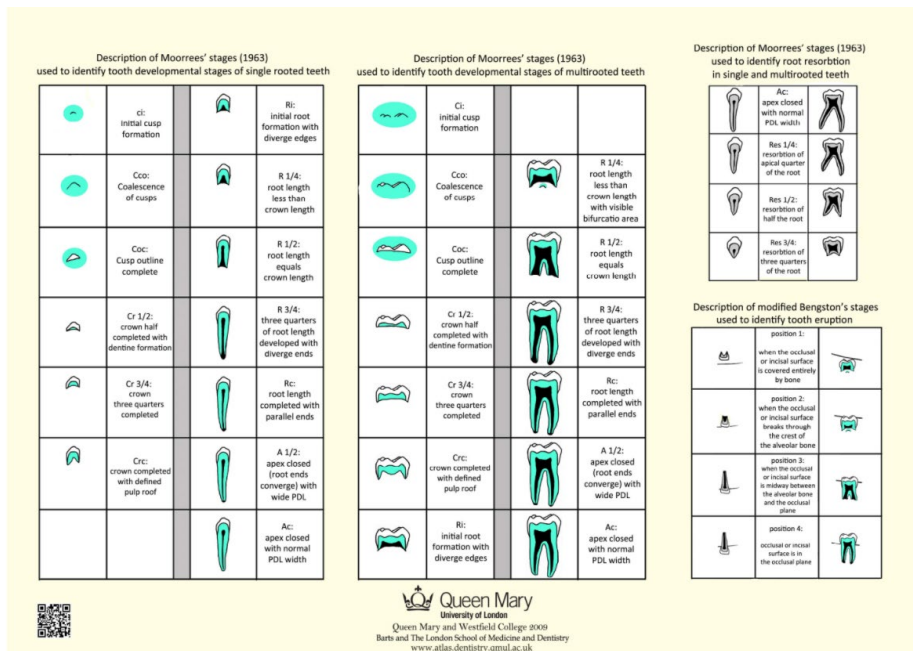 Description of Moorrees' stages (1963)
used to identify tooth developmental stages of single rooted teeth
ci:
initial cusp
formation
Ri:
initial root
formation with
diverge edges
Cco:
Coalescence
of cusps
R 1/4:
root length
less than
crown length
Coc:
Cusp outline
complete
R 1/2:
root length
equals
crown length
Cr 1/2:
crown half
completed with
dentine formation
R 3/4:
three quarters
of root length
developed with
diverge ends
Cr 3/4:
crown
three quarters
completed
Rc:
root length
completed with
parallel ends
Crc:
crown completed
with defined
pulp roof
A 1/2:
apex closed
(root ends
converge) with
wide PDL
Ac:
apex closed
with normal
PDL width
Description of Moorrees' stages (1963)
used to identify tooth developmental stages of multirooted teeth
Ci:
initial cusp
formation
Cco:
Coalescence
of cusps
R 1/4:
root length
less than
crown length
with visible
bifurcatio area
Coc:
Cusp outline
complete
R 1/2:
root length
equals
crown length
Cr 1/2:
crown half
completed with
dentine formation
R 3/4:
three quarters
of root length
developed with
diverge ends
Cr 3/4:
crown
three quarters
completed
Rc:
root length
completed with
parallel ends
Crc:
crown completed
with defined
pulp roof
A 1/2:
apex closed
(root ends
converge) with
wide PDL
Ri:
initial root
formation with
diverge edges
Ac:
apex closed
with normal
PDL width
Description of Moorrees' stages (1963)
used to identify root resorbtion
in single and multirooted teeth
Ac:
apex closed
with normal
PDL width
Res 1/4:
resorbtion of
apical quarter
of the root
Res 1/2:
resorbtion of
half the root
Res 3/4:
resorbtion of
three quarters
of the root
Description of modified Bengston's stages
used to identify tooth eruption
position 1:
when the occlusal
or incisal surface
is covered entirely
by bone
position 2:
when the occlusal
or incisal surface
breaks through
the crest of
the alveolar bone
position 3:
when the occlusal
or incisal surface
is midway between
the alveolar bone
and the occlusal
plane
position 4:
occlusal or incisal
surface is in
the occlusal plane
Queen Mary
University of London
Queen Mary and Westfield College 2009
Barts and The London School of Medicine and Dentistry
www.atlas.dentistry.qmul.ac.uk